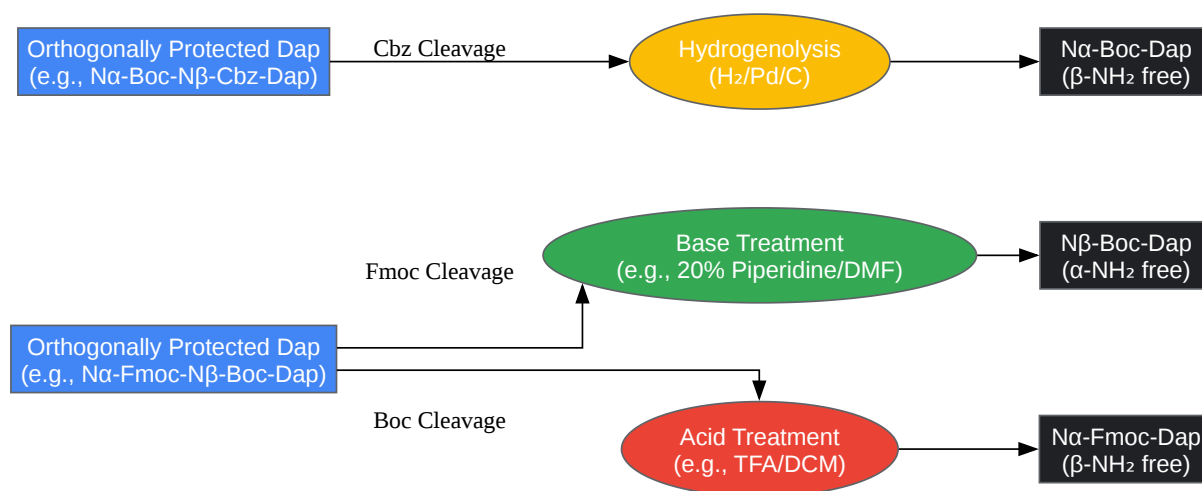 Orthogonally Protected Dap
(e.g., Nα-Boc-Nβ-Cbz-Dap)
Cbz Cleavage
Hydrogenolysis
(H₂/Pd/C)
Nα-Boc-Dap
(β-NH₂ free)
Base Treatment
(e.g., 20% Piperidine/DMF)
Nβ-Boc-Dap
(α-NH₂ free)
Fmoc Cleavage
Orthogonally Protected Dap
(e.g., Nα-Fmoc-Nβ-Boc-Dap)
Boc Cleavage
Acid Treatment
(e.g., TFA/DCM)
Nα-Fmoc-Dap
(β-NH₂ free)